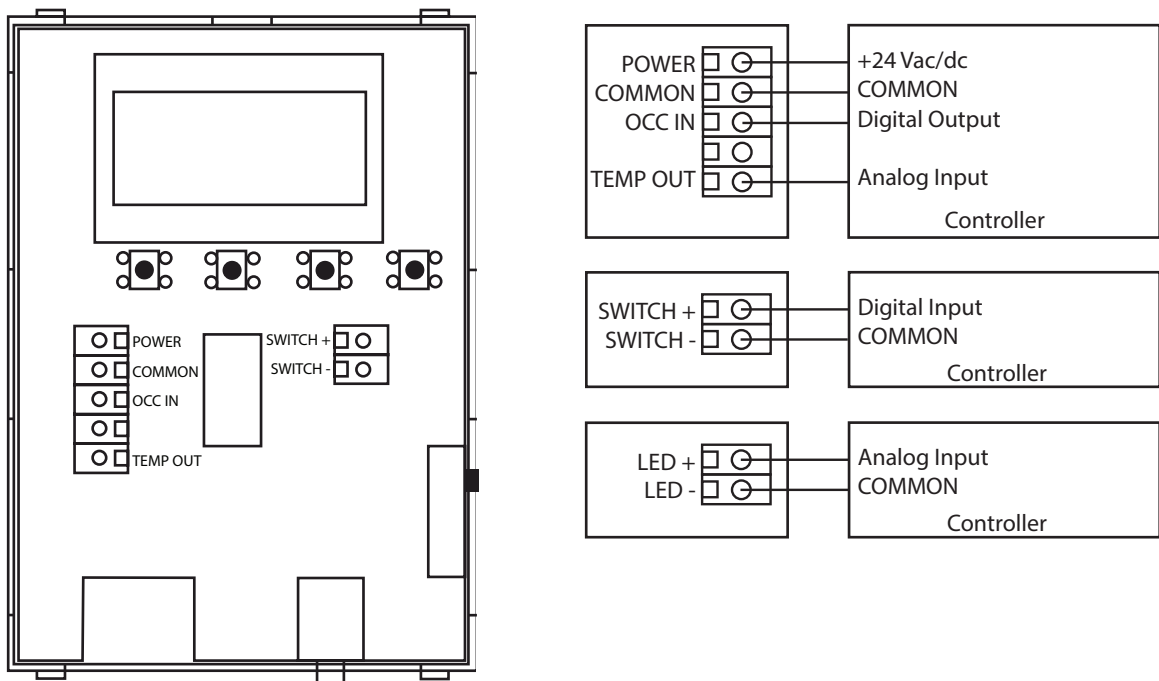 POWER
COMMON
OCC IN
TEMP OUT
SWITCH +
SWITCH -
POWER
COMMON
OCC IN
TEMP OUT
+24 Vac/dc
COMMON
Digital Output
Analog Input
Controller
SWITCH +
SWITCH -
Digital Input
COMMON
Controller
LED +
LED -
Analog Input
COMMON
Controller